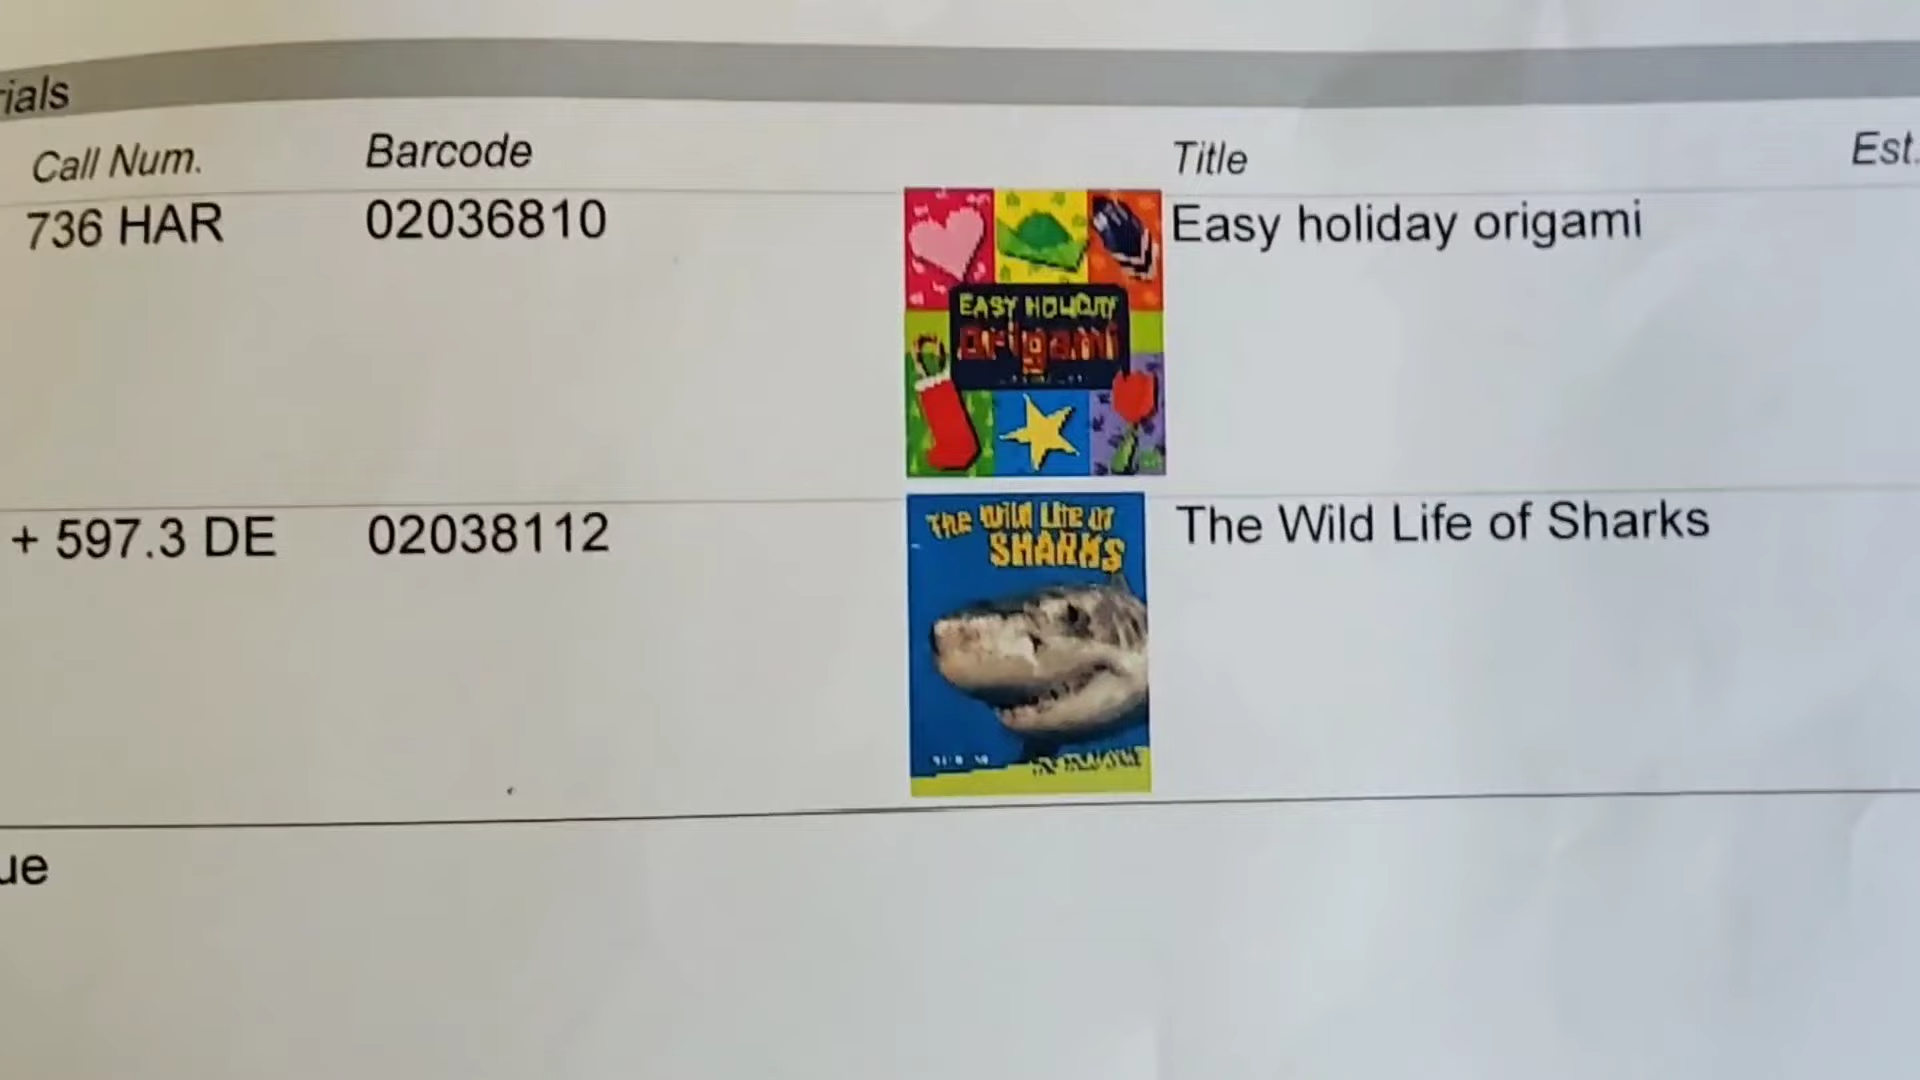 rials
Call Num. Barcode Title Est.
736 HAR 02036810 Easy holiday origami
EASY HOLIDAY
origami
+ 597.3 DE 02038112 The Wild Life of Sharks
The Wild Life of
SHARKS
ue